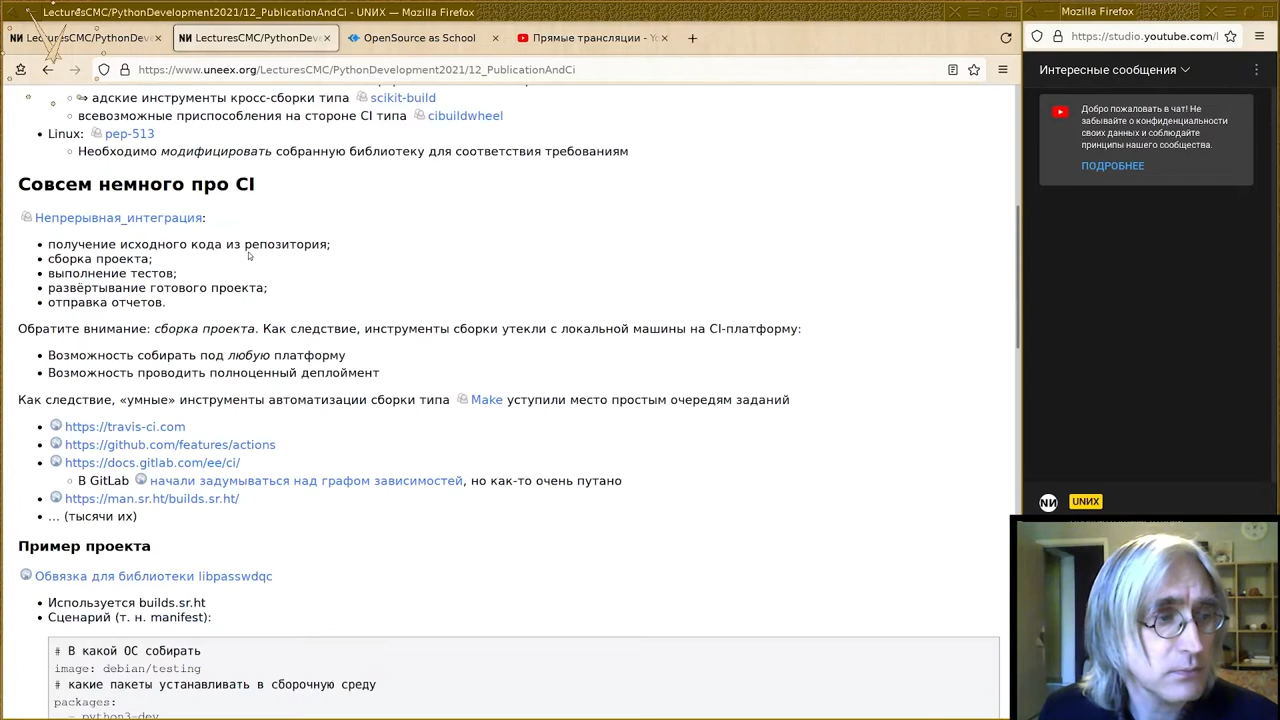 LecturesCMC/PythonDevelopment2021/12_PublicationAndCi - UNИX — Mozilla Firefox
Mozilla Firefox
LecturesCMC/PythonDeve
LecturesCMC/PythonDeve
OpenSource as School
Прямые трансляции - Yo
https://www.uneex.org/LecturesCMC/PythonDevelopment2021/12_PublicationAndCi
https://studio.youtube.com/l
адские инструменты кросс-сборки типа scikit-build
всевозможные приспособления на стороне CI типа cibuildwheel
Linux: pep-513
Необходимо модифицировать собранную библиотеку для соответствия требованиям
Совсем немного про CI
Непрерывная_интеграция:
получение исходного кода из репозитория;
сборка проекта;
выполнение тестов;
развёртывание готового проекта;
отправка отчетов.
Обратите внимание: сборка проекта. Как следствие, инструменты сборки утекли с локальной машины на CI-платформу:
Возможность собирать под любую платформу
Возможность проводить полноценный деплоймент
Как следствие, «умные» инструменты автоматизации сборки типа Make уступили место простым очередям заданий
https://travis-ci.com
https://github.com/features/actions
https://docs.gitlab.com/ee/ci/
В GitLab начали задумываться над графом зависимостей, но как-то очень путано
https://man.sr.ht/builds.sr.ht/
… (тысячи их)
Пример проекта
Обвязка для библиотеки libpasswdqc
Используется builds.sr.ht
Сценарий (т. н. manifest):
# В какой ОС собирать
image: debian/testing
# какие пакеты устанавливать в сборочную среду
packages:
- python3-dev
Интересные сообщения
Добро пожаловать в чат! Не
забывайте о конфиденциальности
своих данных и соблюдайте
принципы нашего сообщества.
ПОДРОБНЕЕ
NИ
UNИX